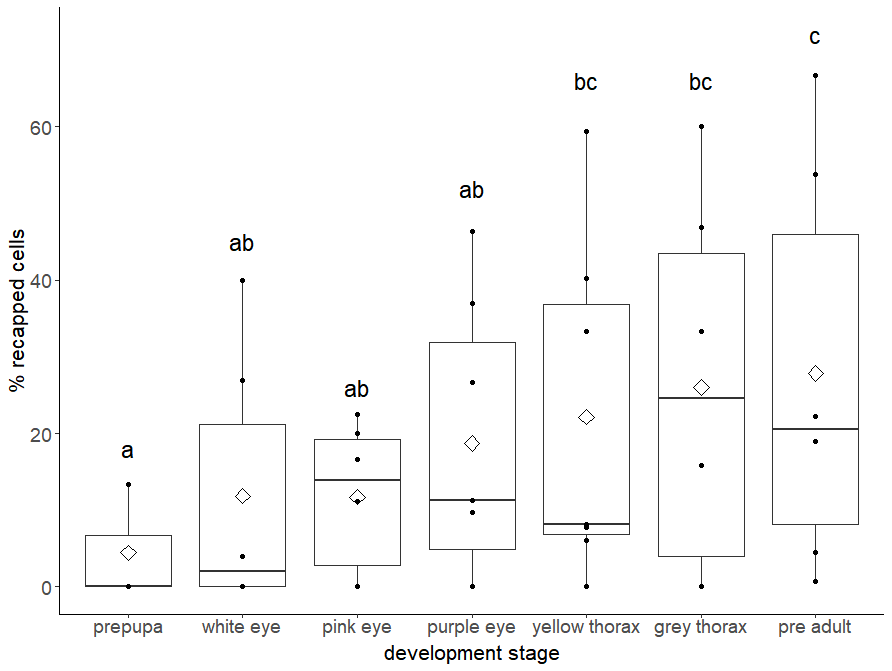 c
bc
bc
60
ab
ab
% recapped cells
40
ab
20
a
0
prepupa white eye pink eye purple eye yellow thorax grey thorax pre adult
development stage